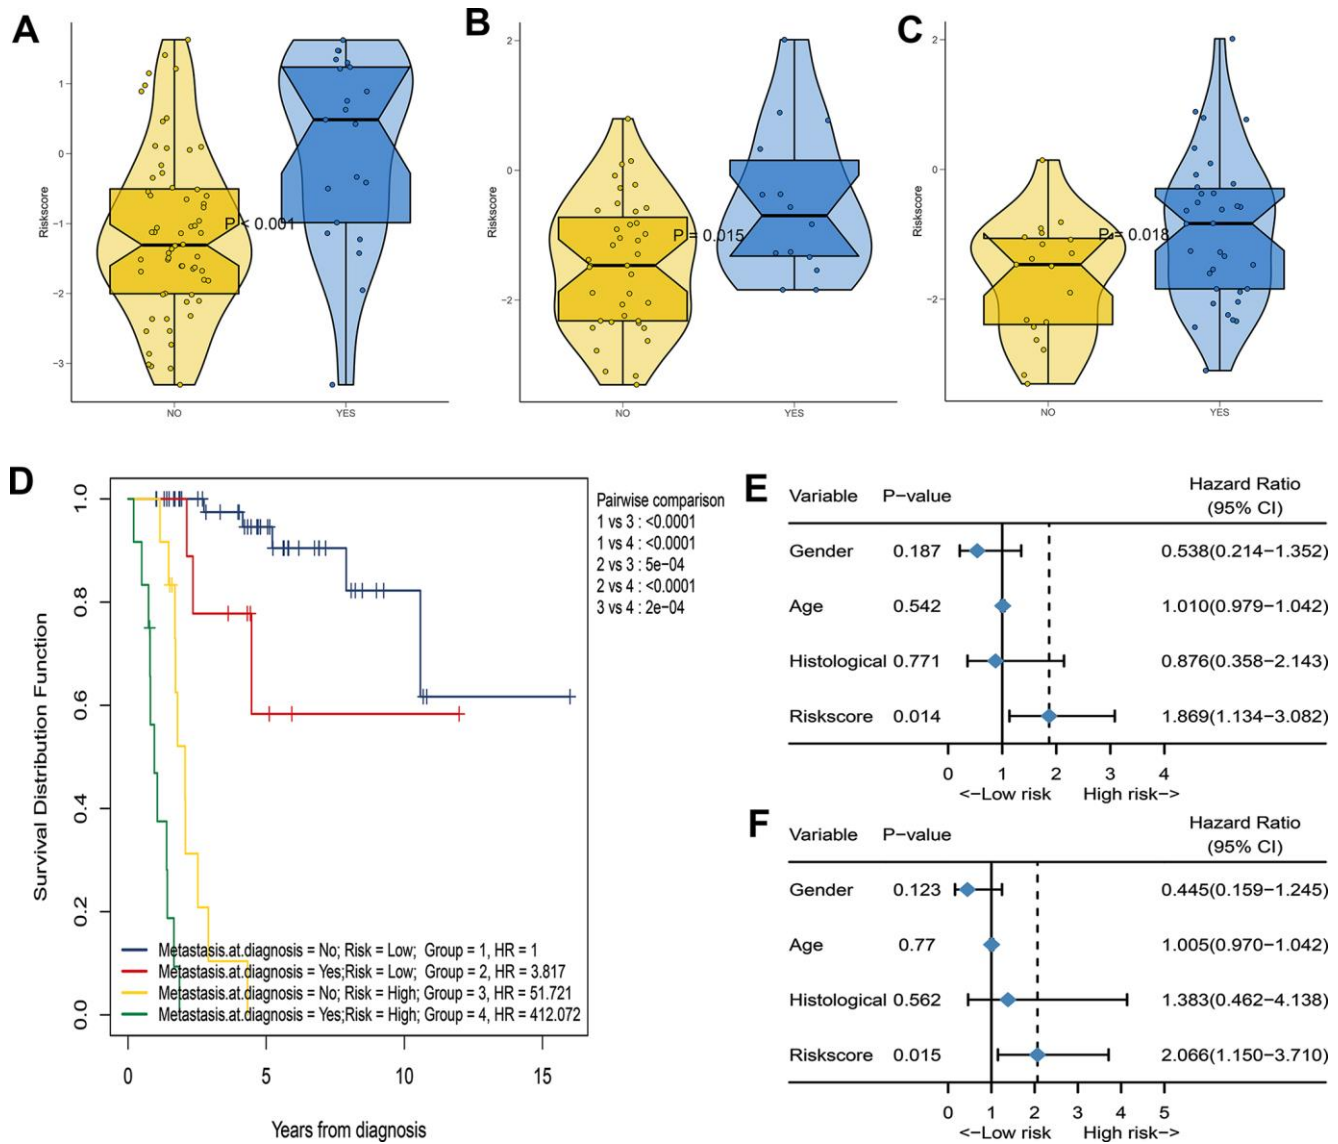 A
Riskscore
1
0
−1
−2
−3
P < 0.001
NO
YES
B
Riskscore
2
0
−2
P = 0.015
NO
YES
C
Riskscore
2
0
−2
P = 0.018
NO
YES
D
Survival Distribution Function
1.0
0.8
0.6
0.4
0.2
0.0
Pairwise comparison
1 vs 3 : <0.0001
1 vs 4 : <0.0001
2 vs 3 : 5e−04
2 vs 4 : <0.0001
3 vs 4 : 2e−04
Metastasis.at.diagnosis = No; Risk = Low; Group = 1, HR = 1
Metastasis.at.diagnosis = Yes;Risk = Low; Group = 2, HR = 3.817
Metastasis.at.diagnosis = No; Risk = High; Group = 3, HR = 51.721
Metastasis.at.diagnosis = Yes;Risk = High; Group = 4, HR = 412.072
0 5 10 15
Years from diagnosis
E
Variable P−value Hazard Ratio
(95% CI)
Gender 0.187 0.538(0.214−1.352)
Age 0.542 1.010(0.979−1.042)
Histological 0.771 0.876(0.358−2.143)
Riskscore 0.014 1.869(1.134−3.082)
0 1 2 3 4
<−Low risk High risk−>
F
Variable P−value Hazard Ratio
(95% CI)
Gender 0.123 0.445(0.159−1.245)
Age 0.77 1.005(0.970−1.042)
Histological 0.562 1.383(0.462−4.138)
Riskscore 0.015 2.066(1.150−3.710)
0 1 2 3 4 5
<−Low risk High risk−>